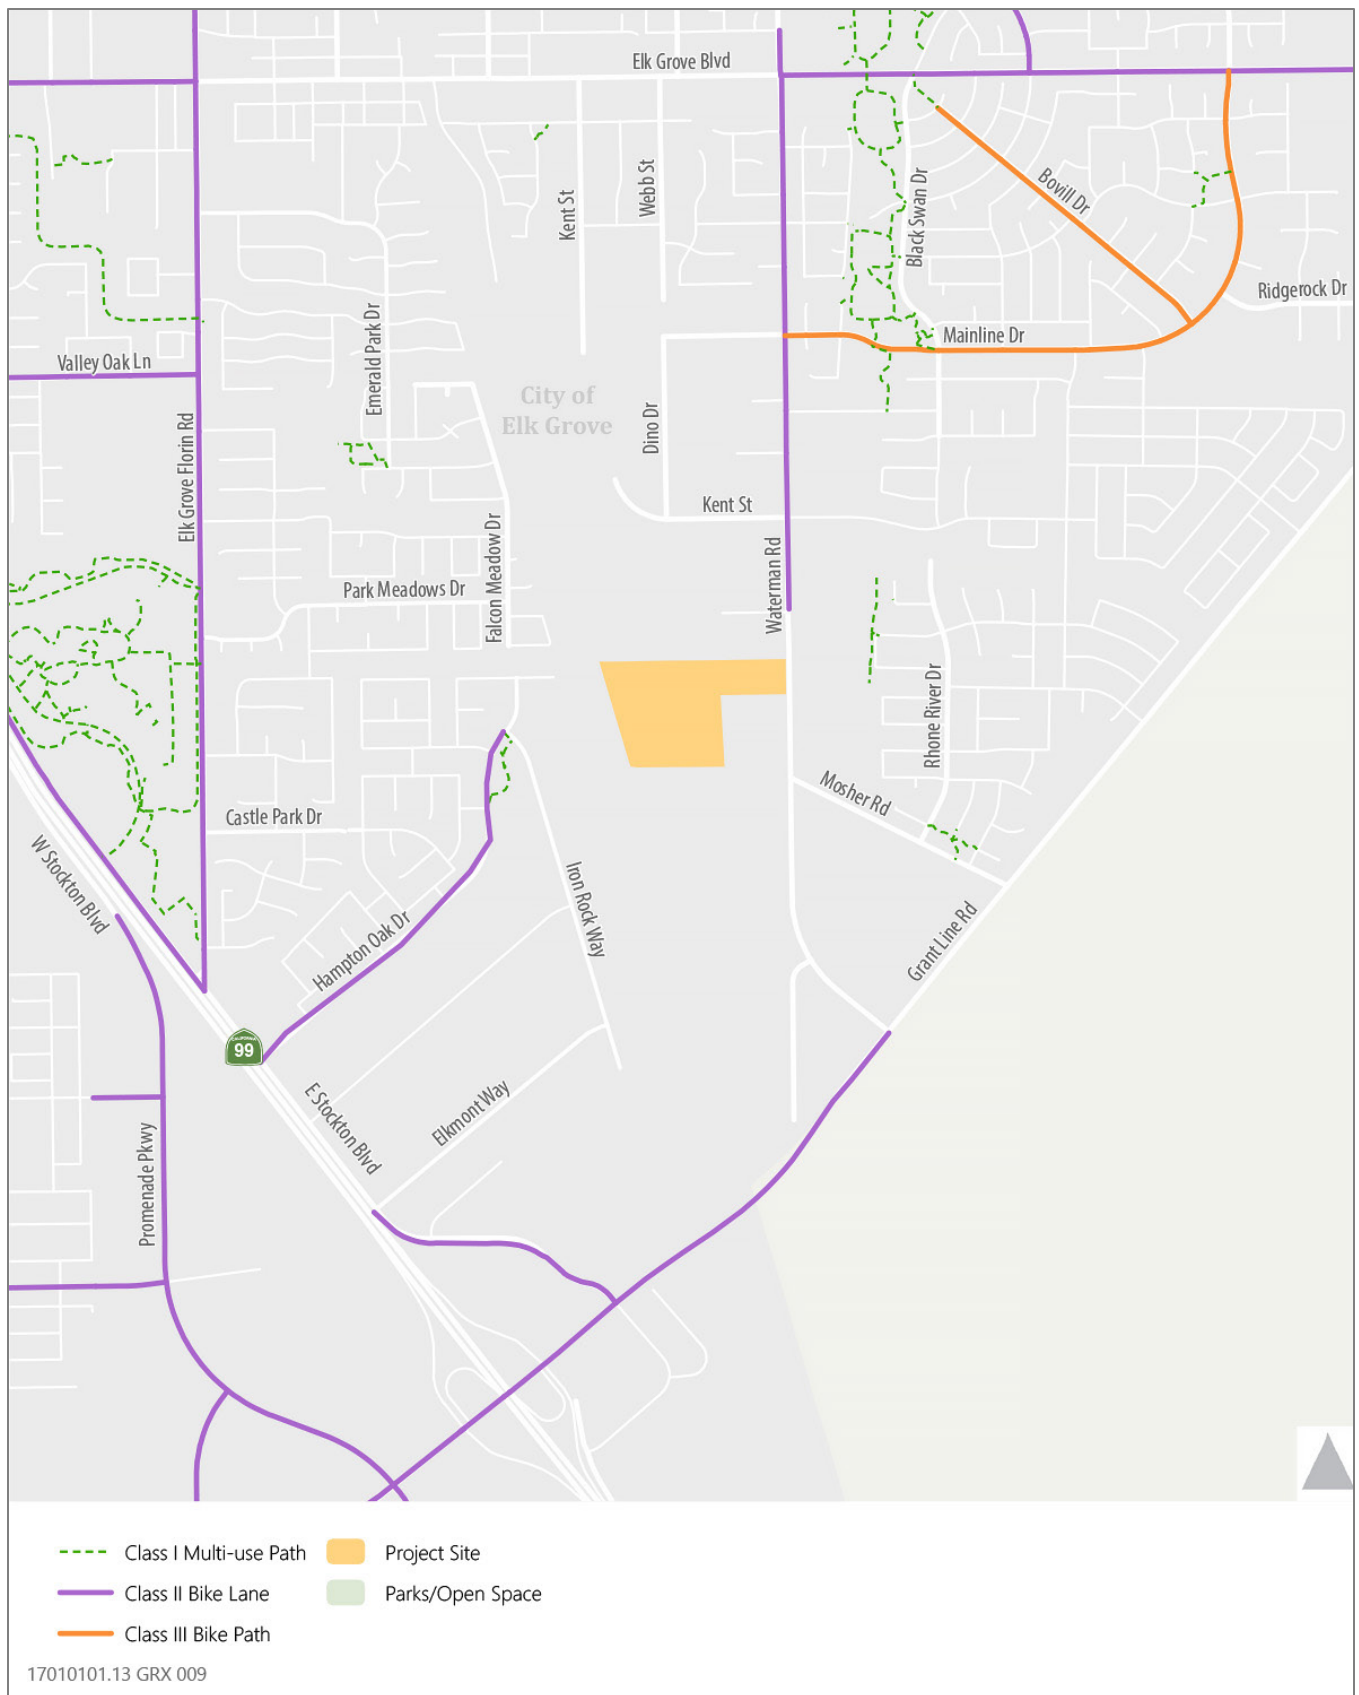 Elk Grove Blvd
Kent St
Webb St
Black Swan Dr
Bovill Dr
Ridgerock Dr
Emerald Park Dr
Mainline Dr
Valley Oak Ln
City of
Elk Grove
Dino Dr
Elk Grove Florin Rd
Kent St
Falcon Meadow Dr
Waterman Rd
Park Meadows Dr
Rhone River Dr
Mosher Rd
Castle Park Dr
W Stockton Blvd
Iron Rock Way
Hampton Oak Dr
Grant Line Rd
CALIFORNIA
99
E Stockton Blvd
Elkmont Way
Promenade Pkwy
Class I Multi-use Path
Project Site
Class II Bike Lane
Parks/Open Space
Class III Bike Path
17010101.13 GRX 009